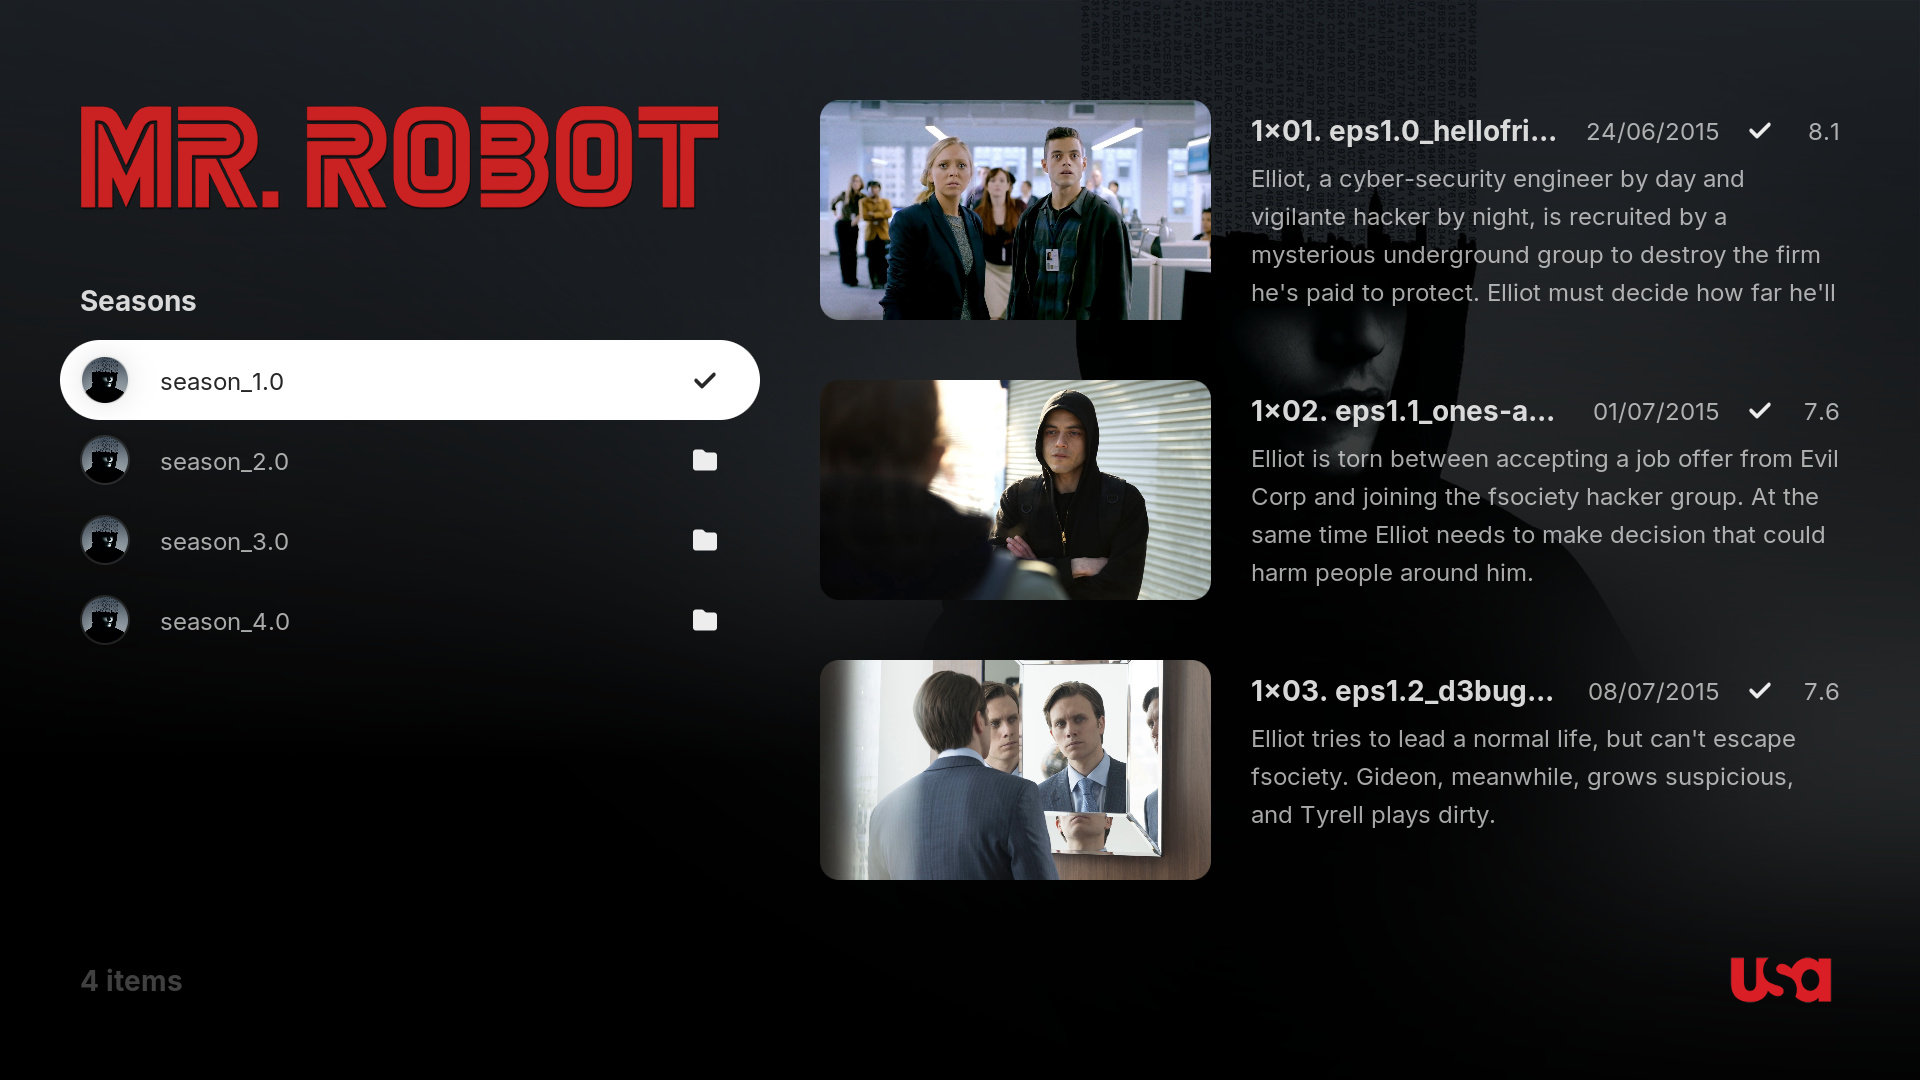 MR. ROBOT
Seasons
season_1.0
season_2.0
season_3.0
season_4.0
4 items
1×01. eps1.0_hellofri... 24/06/2015 8.1
Elliot, a cyber-security engineer by day and
vigilante hacker by night, is recruited by a
mysterious underground group to destroy the firm
he's paid to protect. Elliot must decide how far he'll
1×02. eps1.1_ones-a... 01/07/2015 7.6
Elliot is torn between accepting a job offer from Evil
Corp and joining the fsociety hacker group. At the
same time Elliot needs to make decision that could
harm people around him.
1×03. eps1.2_d3bug... 08/07/2015 7.6
Elliot tries to lead a normal life, but can't escape
fsociety. Gideon, meanwhile, grows suspicious,
and Tyrell plays dirty.
usa